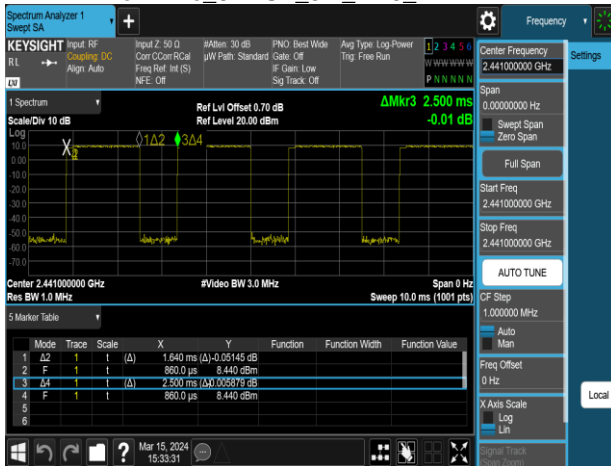 Spectrum Analyzer 1
Swept SA
+
Frequency
KEYSIGHT Input: RF Input Z: 50 Ω #Atten: 30 dB PNO: Best Wide Avg Type: Log-Power 1 2 3 4 5 6
RL Coupling: DC Corr CCorr RCal µW Path: Standard Gate: Off Trig: Free Run W W W W W W
Align: Auto Freq Ref: Int (S) IF Gain: Low
NFE: Off Sig Track: Off P N N N N N
LXI
1 Spectrum
Ref Lvl Offset 0.70 dB
ΔMkr3 2.500 ms
Scale/Div 10 dB
Ref Level 20.00 dBm
-0.01 dB
Log
10.0
0.00
-10.0
-20.0
-30.0
-40.0
-50.0
-60.0
-70.0
X
1Δ2
3Δ4
Center 2.441000000 GHz
#Video BW 3.0 MHz
Span 0 Hz
Res BW 1.0 MHz
Sweep 10.0 ms (1001 pts)
5 Marker Table
Mode Trace Scale X Y Function Function Width Function Value
1 Δ2 1 t (Δ) 1.640 ms (Δ) -0.05145 dB
2 F 1 t 860.0 µs 8.440 dBm
3 Δ4 1 t (Δ) 2.500 ms (Δ) 0.005879 dB
4 F 1 t 860.0 µs 8.440 dBm
5
6
?
Mar 15, 2024
15:33:31
Center Frequency
2.441000000 GHz
Settings
Span
0.00000000 Hz
Swept Span
Zero Span
Full Span
Start Freq
2.441000000 GHz
Stop Freq
2.441000000 GHz
AUTO TUNE
CF Step
1.000000 MHz
Auto
Man
Freq Offset
0 Hz
Local
X Axis Scale
Log
Lin
Signal Track
(Span Zoom)